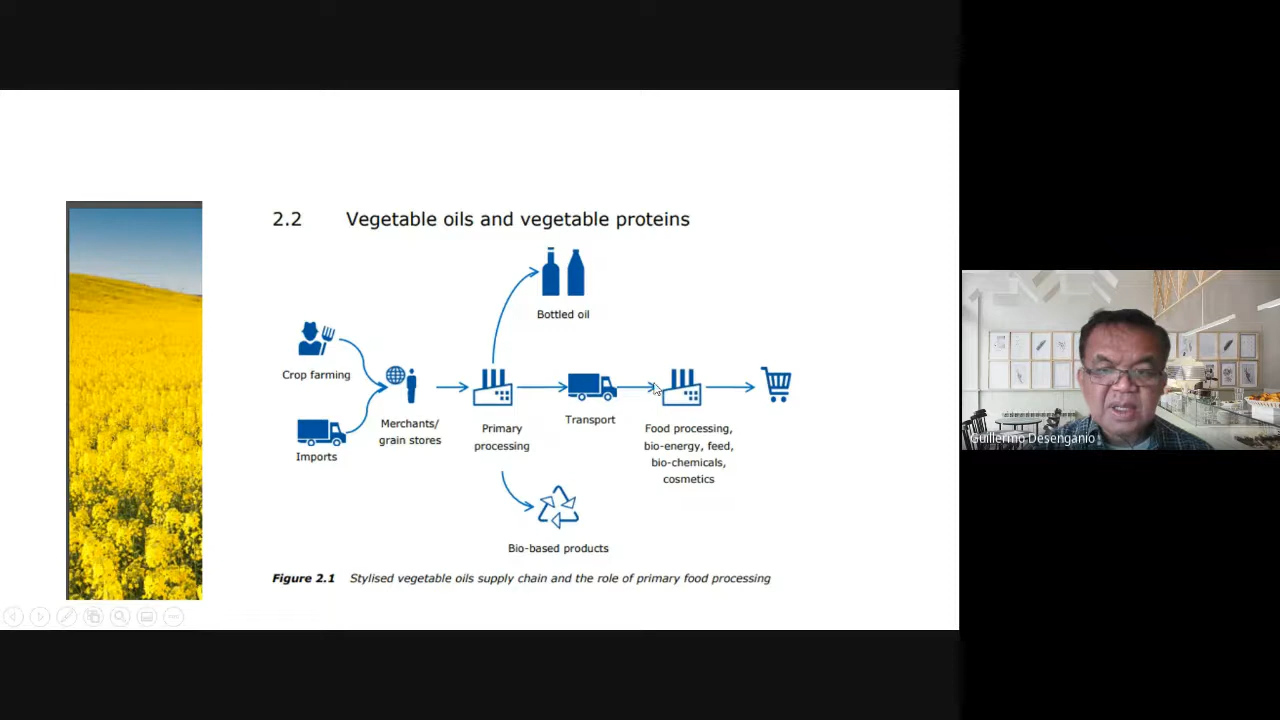 2.2 Vegetable oils and vegetable proteins
Bottled oil
Crop farming
Imports
Merchants/
grain stores
Primary
processing
Transport
Food processing,
bio-energy, feed,
bio-chemicals,
cosmetics
Bio-based products
Figure 2.1 Stylised vegetable oils supply chain and the role of primary food processing
Guillermo Desenganio